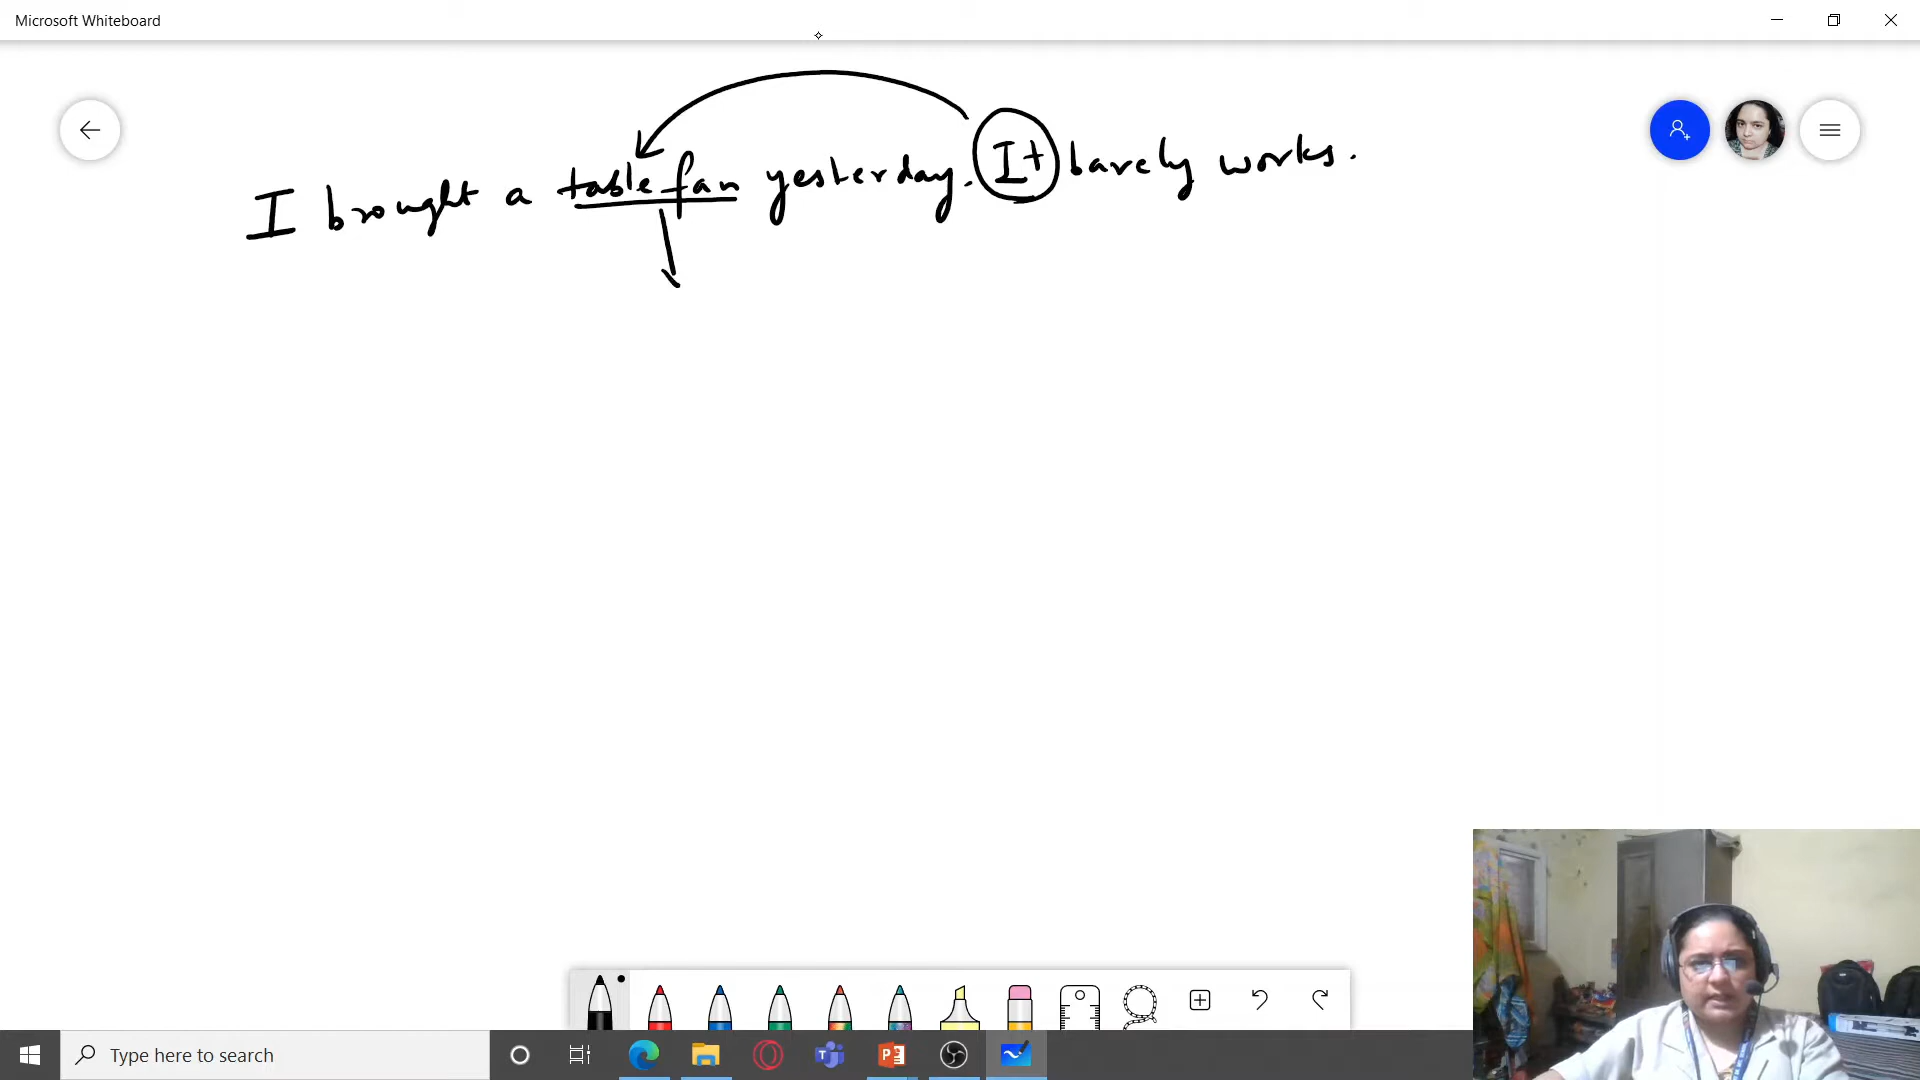 Microsoft Whiteboard
I brought a table fan yesterday. It barely works.
Type here to search